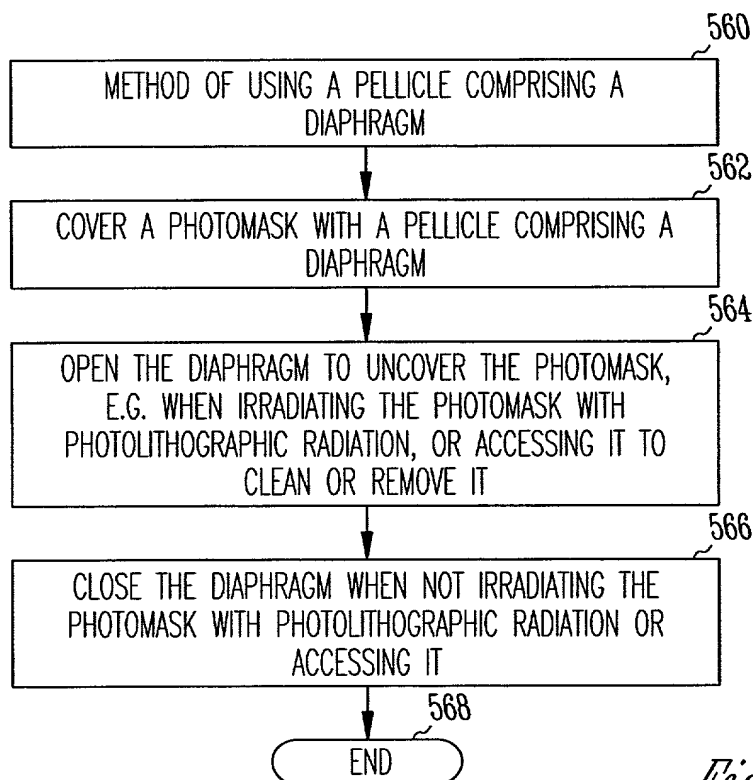 560
METHOD OF USING A PELLICLE COMPRISING A
DIAPHRAGM
562
COVER A PHOTOMASK WITH A PELLICLE COMPRISING A
DIAPHRAGM
564
OPEN THE DIAPHRAGM TO UNCOVER THE PHOTOMASK,
E.G. WHEN IRRADIATING THE PHOTOMASK WITH
PHOTOLITHOGRAPHIC RADIATION, OR ACCESSING IT TO
CLEAN OR REMOVE IT
566
CLOSE THE DIAPHRAGM WHEN NOT IRRADIATING THE
PHOTOMASK WITH PHOTOLITHOGRAPHIC RADIATION OR
ACCESSING IT
568
END